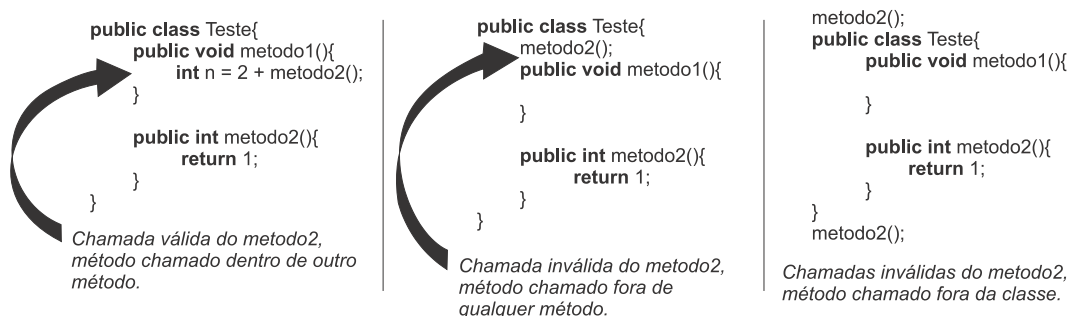 public class Teste{
public void metodo1(){
int n = 2 + metodo2();
}
public int metodo2(){
return 1;
}
}
Chamada válida do metodo2,
método chamado dentro de outro
método.
public class Teste{
metodo2();
public void metodo1(){
}
public int metodo2(){
return 1;
}
}
Chamada inválida do metodo2,
método chamado fora de
qualquer método.
metodo2();
public class Teste{
public void metodo1(){
}
public int metodo2(){
return 1;
}
}
metodo2();
Chamadas inválidas do metodo2,
método chamado fora da classe.